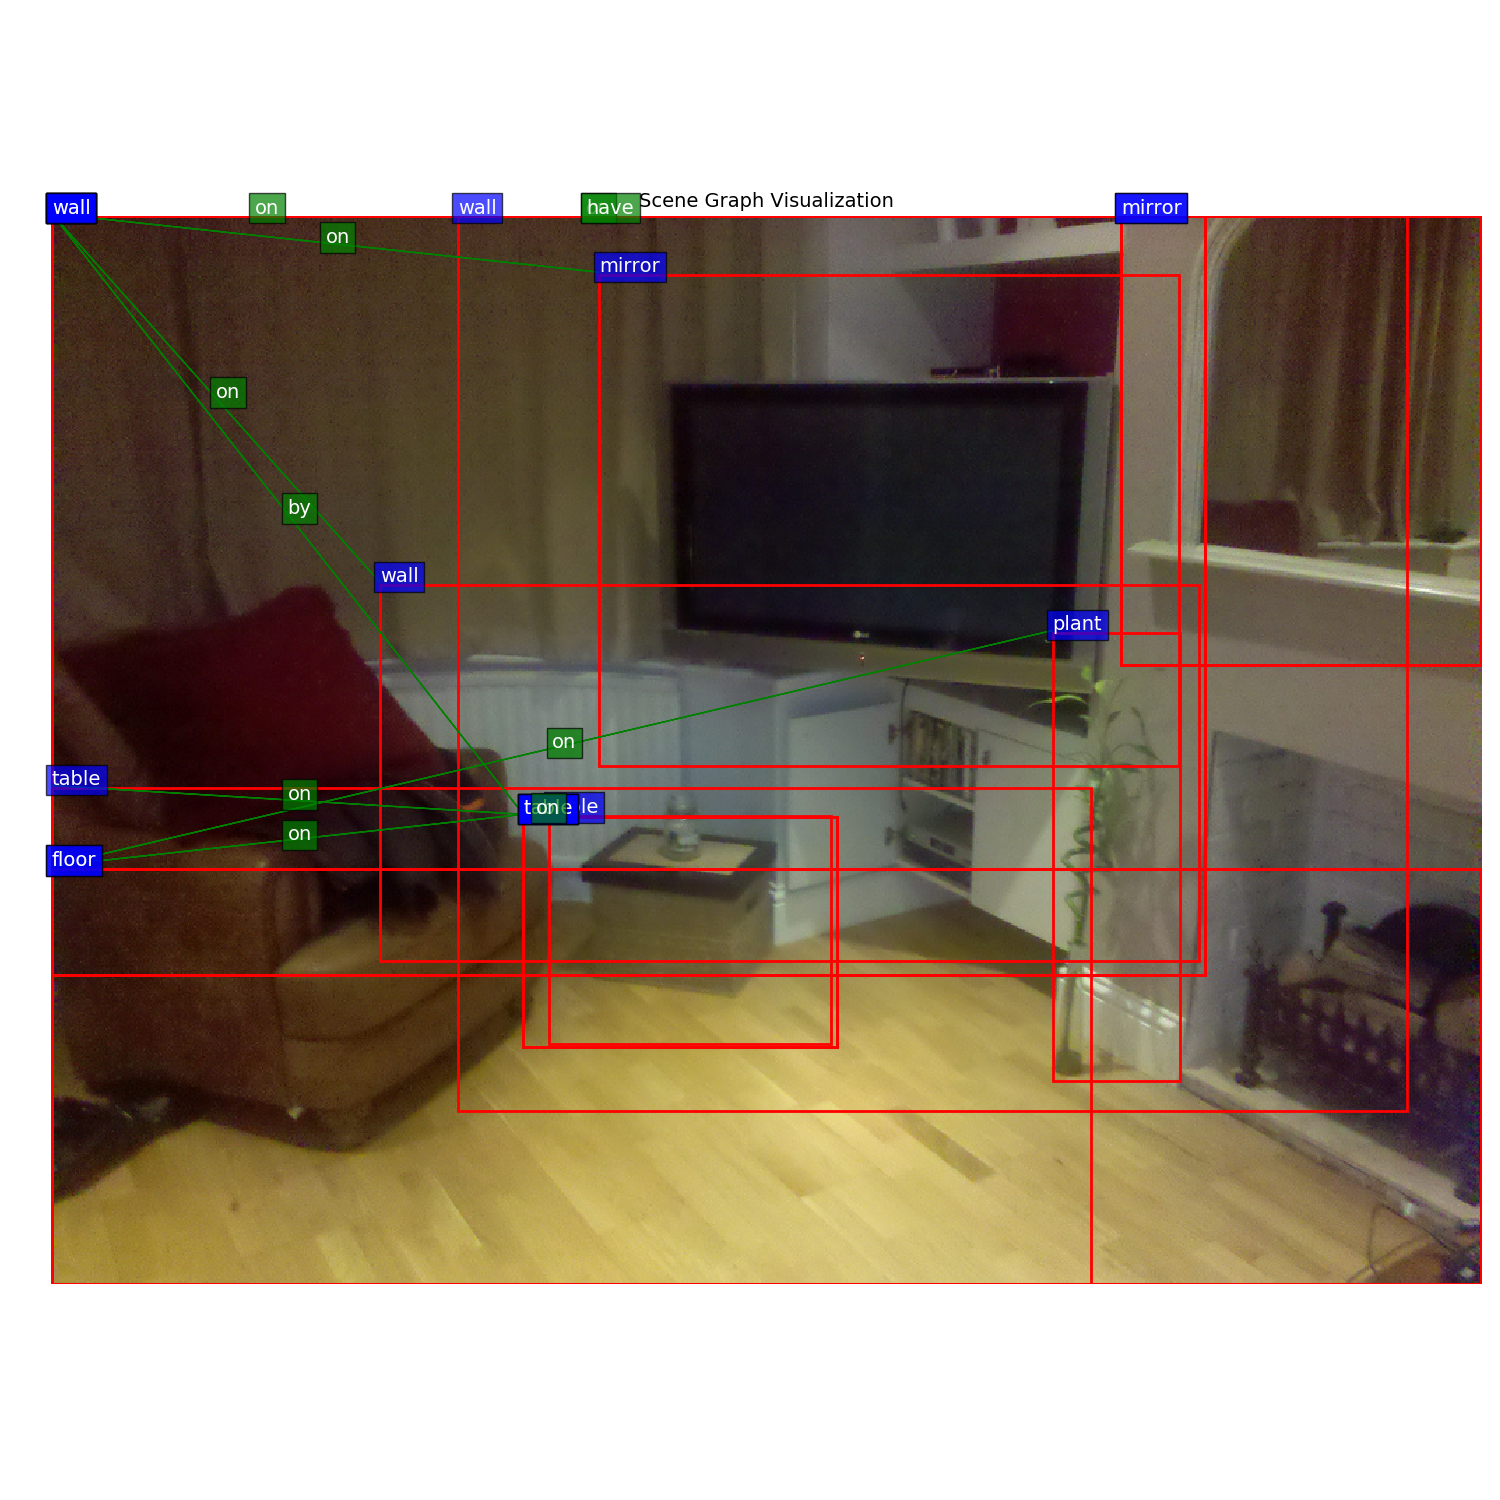 Scene Graph Visualization
wall
on
wall
have
mirror
on
mirror
on
by
wall
plant
on
table
on
table
on
on
floor